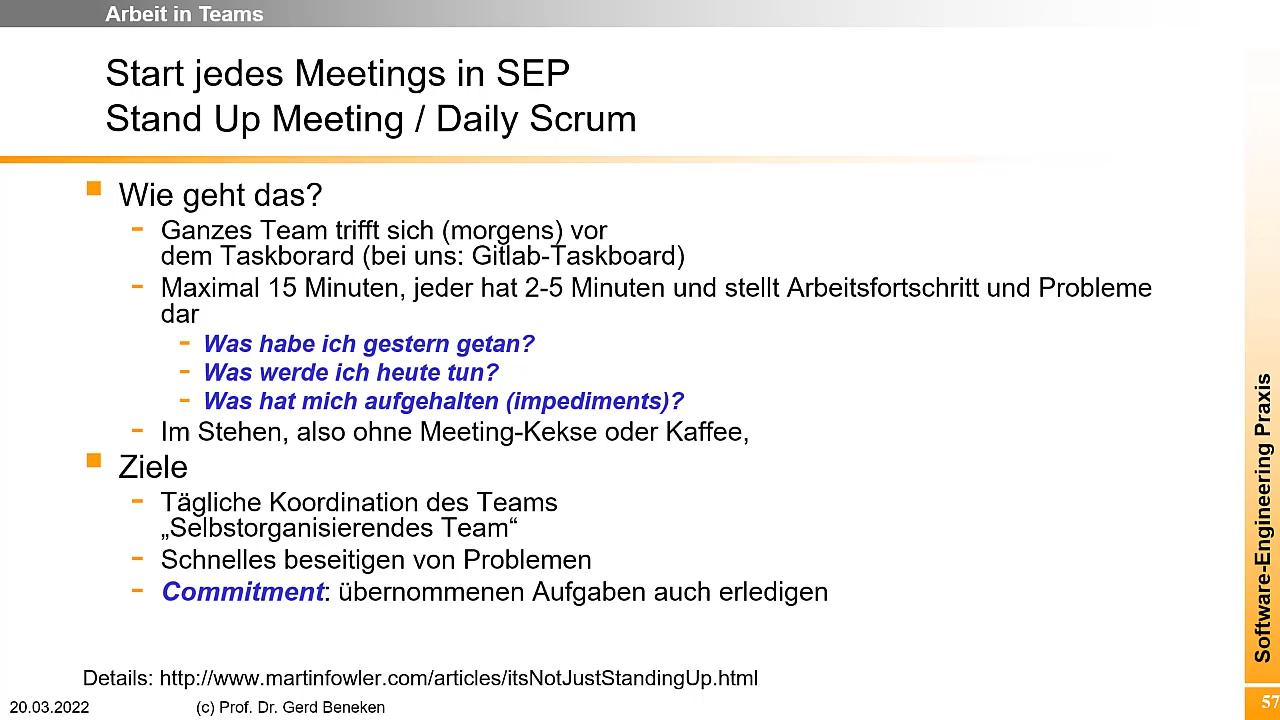 Arbeit in Teams
Start jedes Meetings in SEP
Stand Up Meeting / Daily Scrum
Wie geht das?
- Ganzes Team trifft sich (morgens) vor
dem Taskborard (bei uns: Gitlab-Taskboard)
- Maximal 15 Minuten, jeder hat 2-5 Minuten und stellt Arbeitsfortschritt und Probleme
dar
- Was habe ich gestern getan?
- Was werde ich heute tun?
- Was hat mich aufgehalten (impediments)?
- Im Stehen, also ohne Meeting-Kekse oder Kaffee,
Ziele
- Tägliche Koordination des Teams
„Selbstorganisierendes Team“
- Schnelles beseitigen von Problemen
- Commitment: übernommenen Aufgaben auch erledigen
Details: http://www.martinfowler.com/articles/itsNotJustStandingUp.html
20.03.2022
(c) Prof. Dr. Gerd Beneken
Software-Engineering Praxis
57